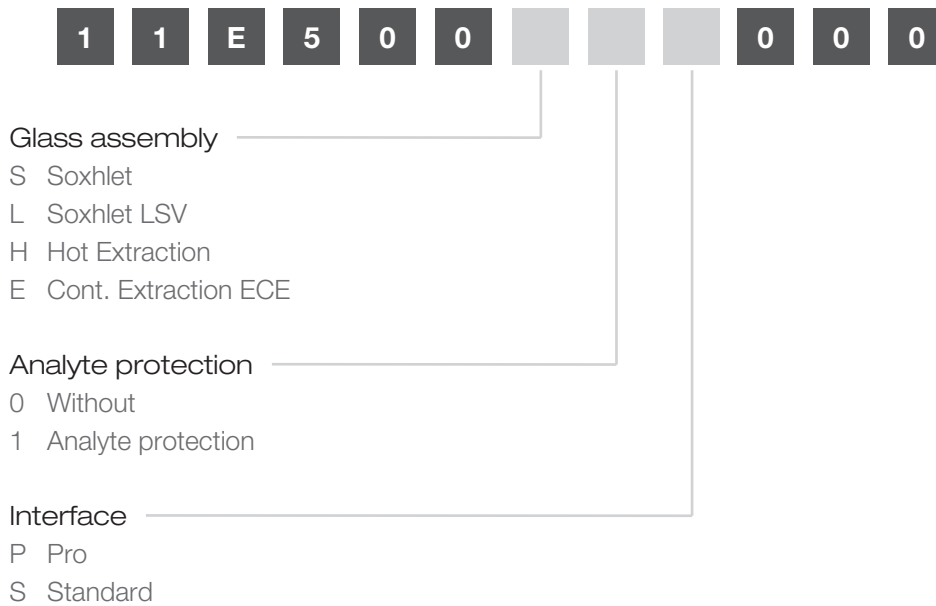 1 1 E 5 0 0 0 0 0
Glass assembly
S Soxhlet
L Soxhlet LSV
H Hot Extraction
E Cont. Extraction ECE
Analyte protection
0 Without
1 Analyte protection
Interface
P Pro
S Standard